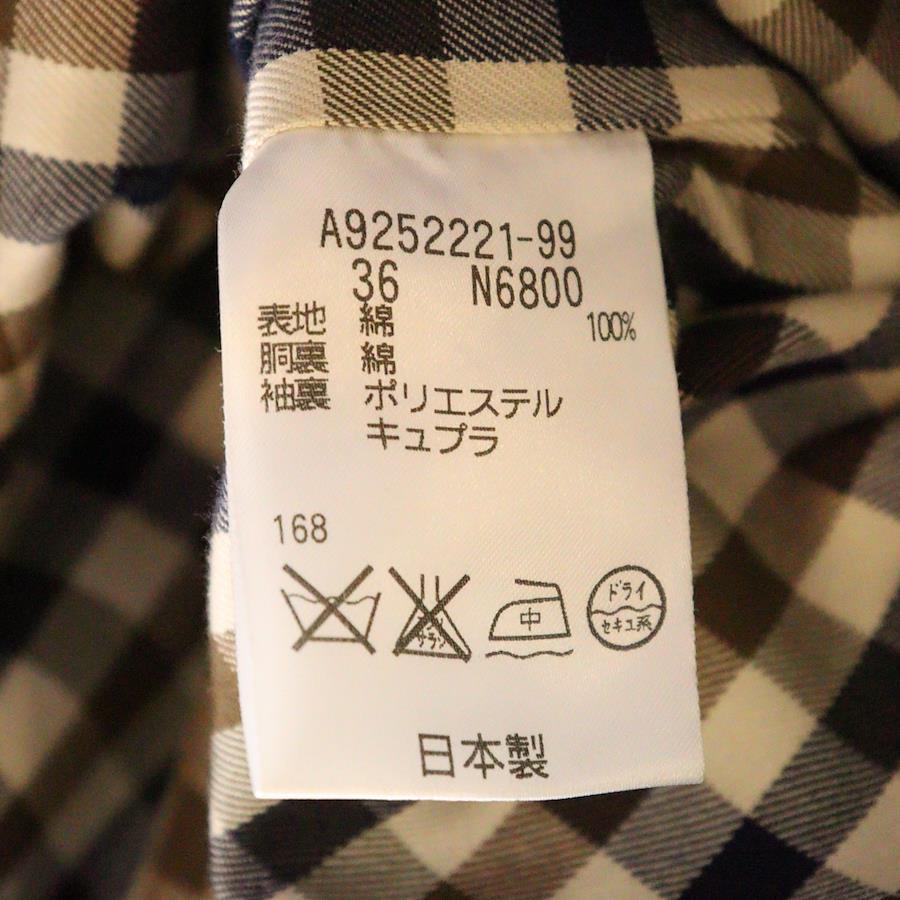 A9252221-99
36 N6800
表地 綿 100%
胴裏 綿
袖裏 ポリエステル
キュプラ
168
中
ドライ
セキユ系
日本製